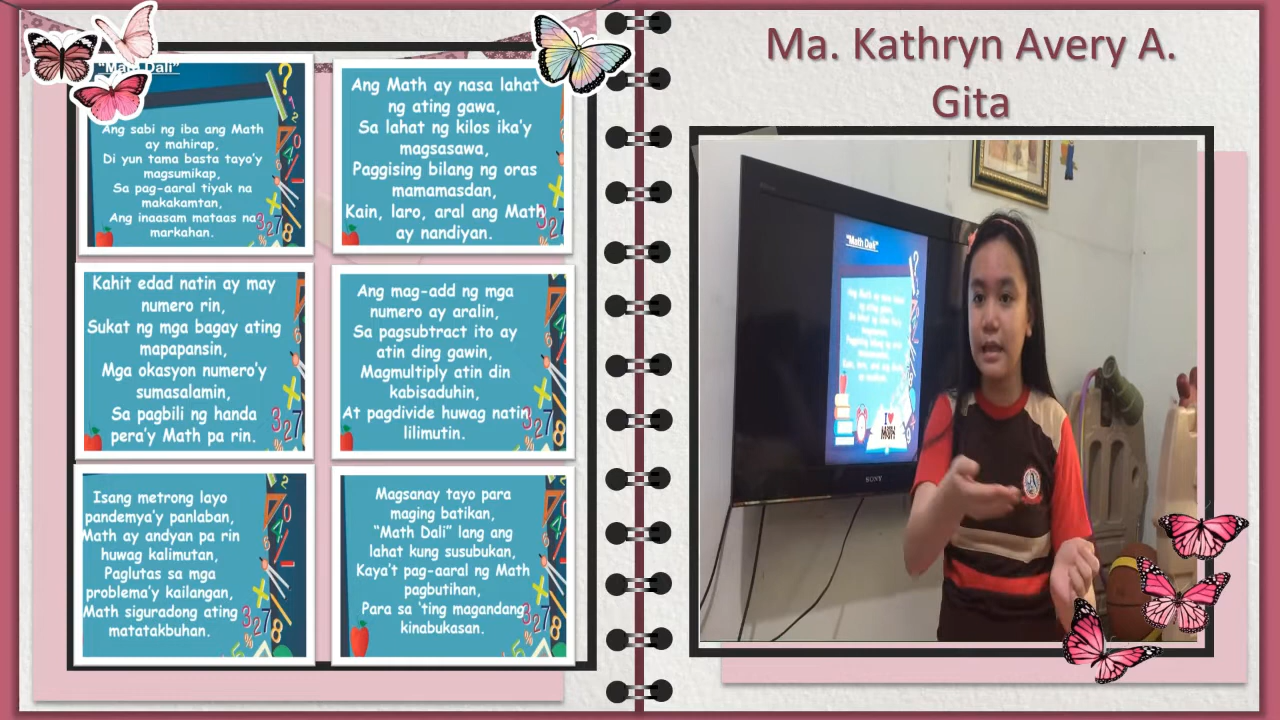 "Math Dali"
Ang sabi ng iba ang Math
ay mahirap,
Di yun tama basta tayo'y
magsumikap,
Sa pag-aaral tiyak na
makakamtan,
Ang inaasam mataas na
markahan.
Ang Math ay nasa lahat
ng ating gawa,
Sa lahat ng kilos ika'y
magsasawa,
Paggising bilang ng oras
mamamasdan,
Kain, laro, aral ang Math
ay nandiyan.
Kahit edad natin ay may
numero rin,
Sukat ng mga bagay ating
mapapansin,
Mga okasyon numero'y
sumasalamin,
Sa pagbili ng handa
pera'y Math pa rin.
Ang mag-add ng mga
numero ay aralin,
Sa pagsubtract ito ay
atin ding gawin,
Magmultiply atin din
kabisaduhin,
At pagdivide huwag natin
lilimutin.
Isang metrong layo
pandemya'y panlaban,
Math ay andyan pa rin
huwag kalimutan,
Paglutas sa mga
problema'y kailangan,
Math siguradong ating
matatakbuhan.
Magsanay tayo para
maging batikan,
"Math Dali" lang ang
lahat kung susubukan,
Kaya't pag-aaral ng Math
pagbutihan,
Para sa 'ting magandang
kinabukasan.
Ma. Kathryn Avery A.
Gita
"Math Dali"
I
SONY